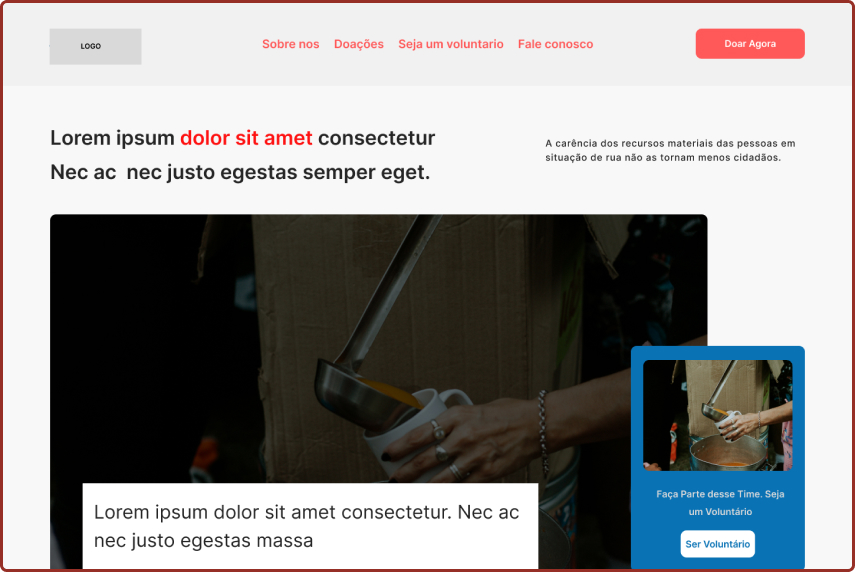 LOGO
Sobre nos
Doações
Seja um voluntario
Fale conosco
Doar Agora
Lorem ipsum dolor sit amet consectetur
Nec ac nec justo egestas semper eget.
A carência dos recursos materiais das pessoas em
situação de rua não as tornam menos cidadãos.
Lorem ipsum dolor sit amet consectetur. Nec ac
nec justo egestas massa
Faça Parte desse Time. Seja
um Voluntário
Ser Voluntário